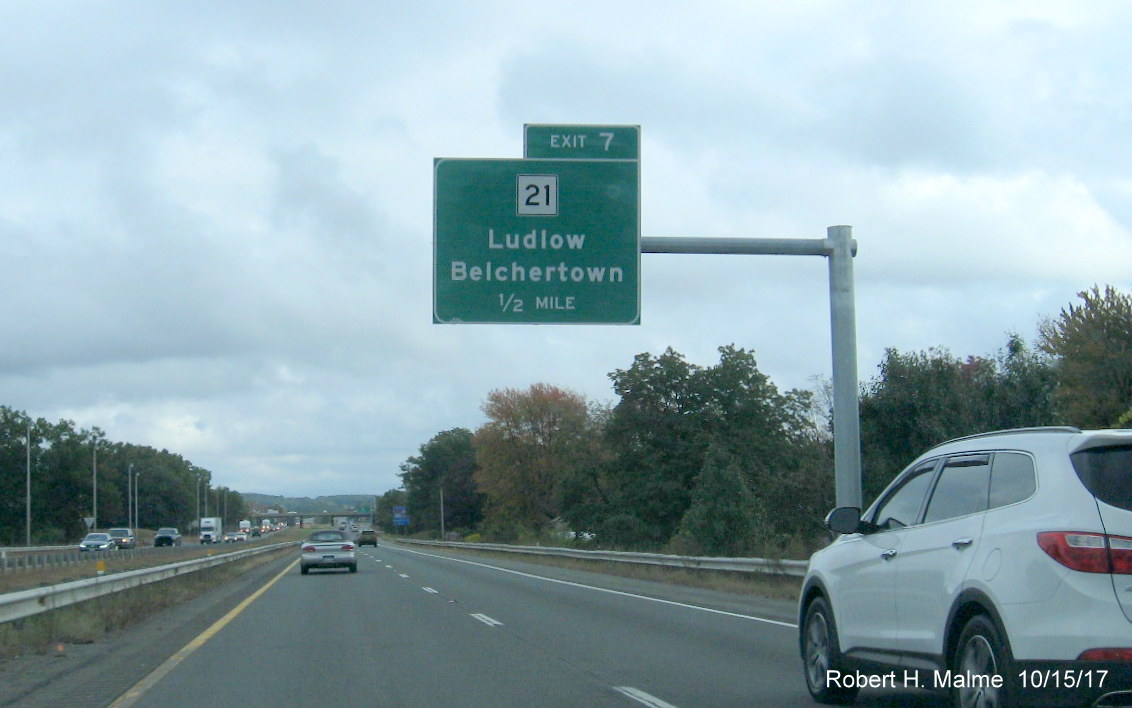 EXIT 7
21
Ludlow
Belchertown
1/2 MILE
Robert H. Malme 10/15/17